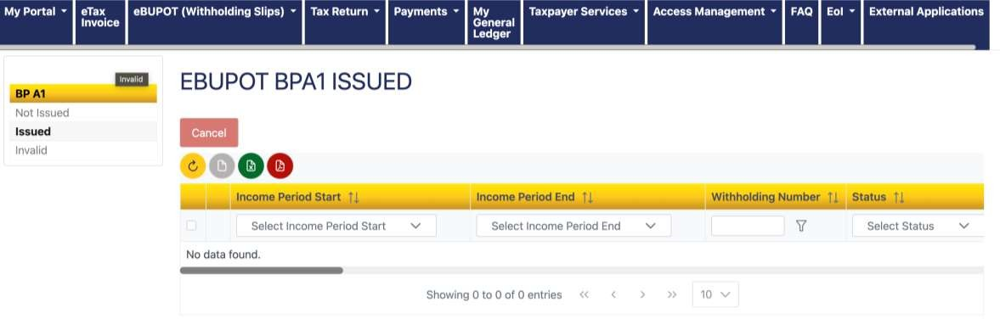 My Portal
eTax Invoice
eBUPOT (Withholding Slips)
Tax Return
Payments
My General Ledger
Taxpayer Services
Access Management
FAQ
EoI
External Applications
Invalid
BP A1
Not Issued
Issued
Invalid
EBUPOT BPA1 ISSUED
Cancel
Income Period Start
Income Period End
Withholding Number
Status
Select Income Period Start
Select Income Period End
Select Status
No data found.
Showing 0 to 0 of 0 entries
10